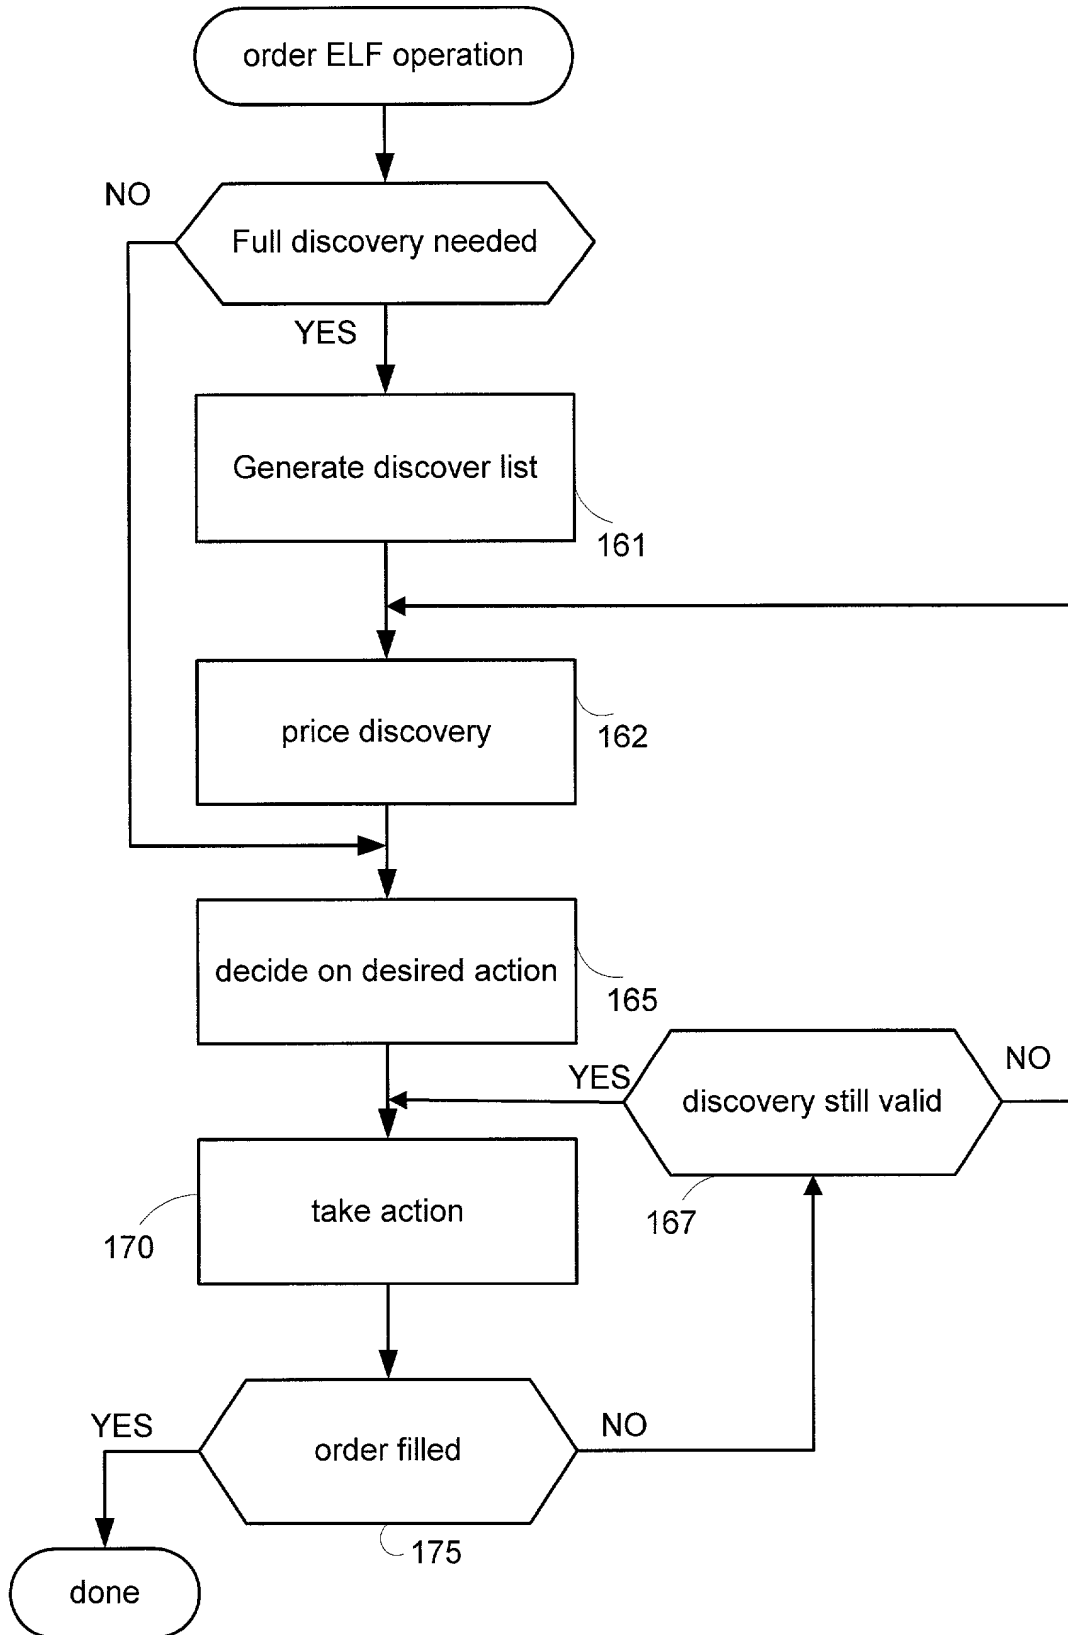 order ELF operation
NO
Full discovery needed
YES
Generate discover list
161
price discovery
162
decide on desired action
165
YES
discovery still valid
NO
take action
167
170
YES
order filled
NO
175
done